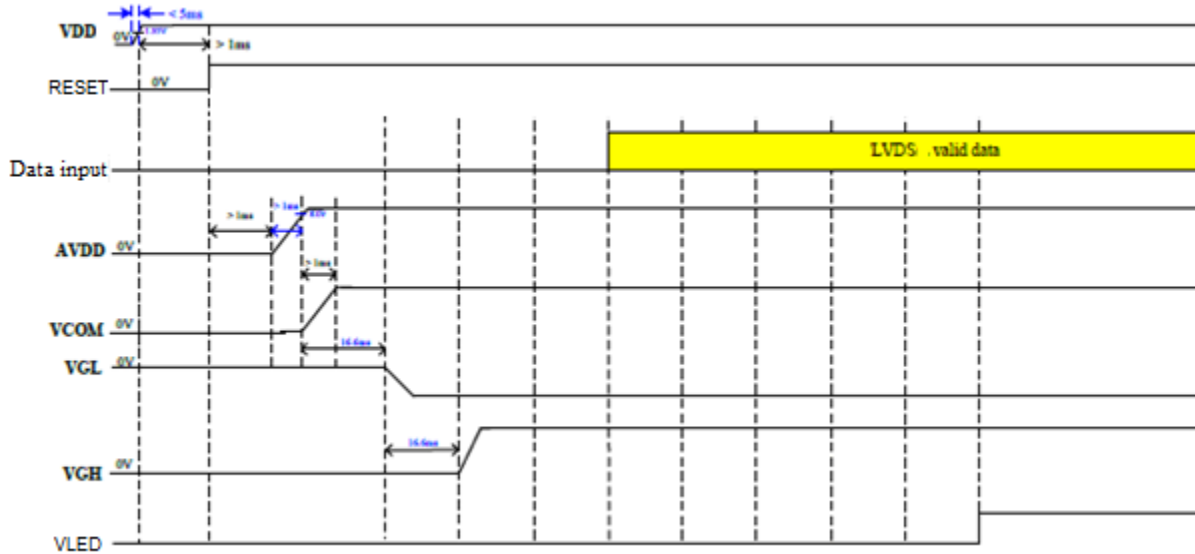 < 5ms
VDD
0V
> 1ms
RESET
0V
LVDS . valid data
Data input
> 1ms
> 1ms
AVDD
0V
> 1ms
VCOM
0V
16.6ms
VGL
0V
16.6ms
VGH
0V
VLED